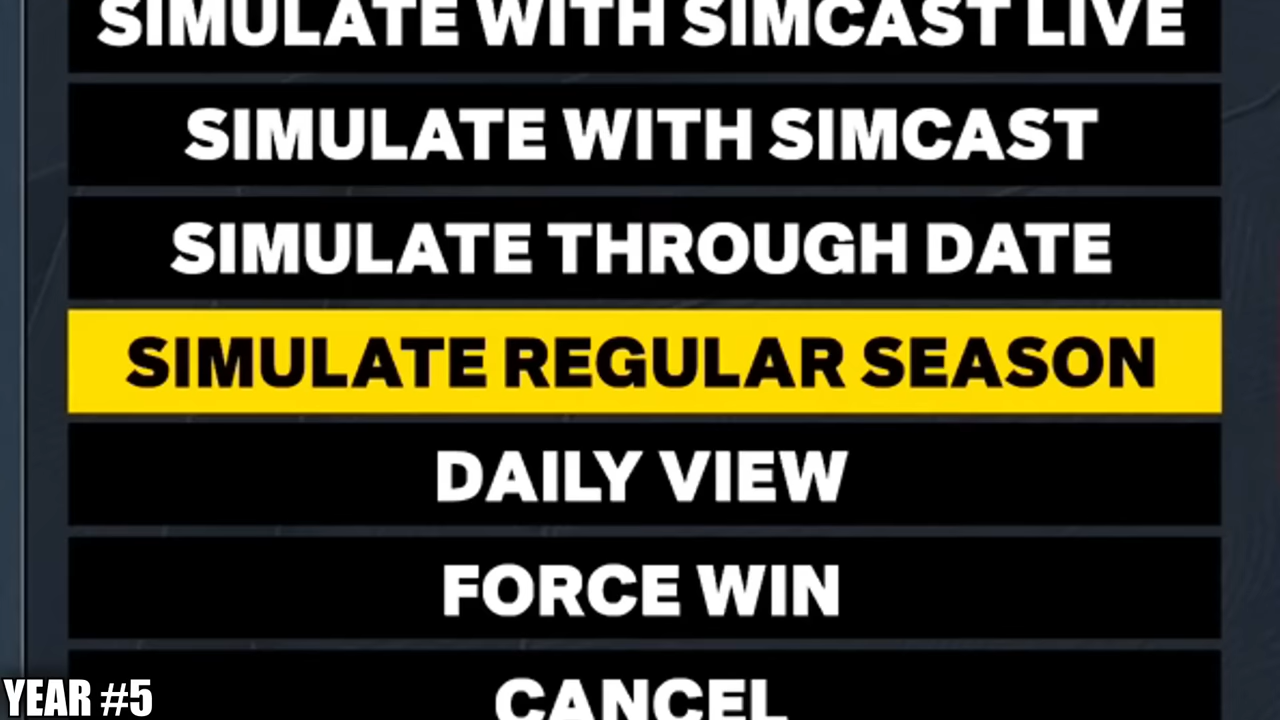 SIMULATE WITH SIMCAST LIVE
SIMULATE WITH SIMCAST
SIMULATE THROUGH DATE
SIMULATE REGULAR SEASON
DAILY VIEW
FORCE WIN
CANCEL
YEAR #5